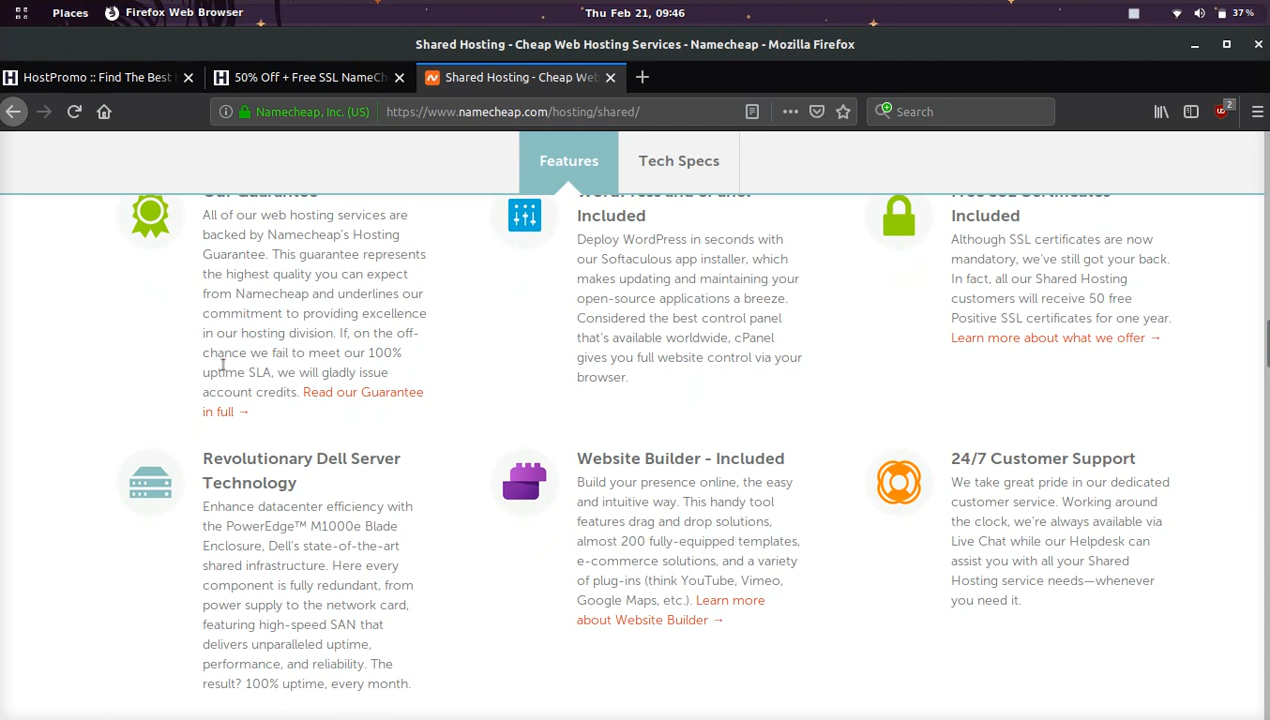 Places
Firefox Web Browser
Thu Feb 21, 09:46
37 %
Shared Hosting - Cheap Web Hosting Services - Namecheap - Mozilla Firefox
HostPromo :: Find The Best
50% Off + Free SSL NameCh
Shared Hosting - Cheap Web
Namecheap, Inc. (US)
https://www.namecheap.com/hosting/shared/
Search
2
Features
Tech Specs
Our Guarantee
All of our web hosting services are
backed by Namecheap's Hosting
Guarantee. This guarantee represents
the highest quality you can expect
from Namecheap and underlines our
commitment to providing excellence
in our hosting division. If, on the off-
chance we fail to meet our 100%
uptime SLA, we will gladly issue
account credits. Read our Guarantee
in full →
WordPress and cPanel
Included
Deploy WordPress in seconds with
our Softaculous app installer, which
makes updating and maintaining your
open-source applications a breeze.
Considered the best control panel
that's available worldwide, cPanel
gives you full website control via your
browser.
Free SSL Certificates
Included
Although SSL certificates are now
mandatory, we've still got your back.
In fact, all our Shared Hosting
customers will receive 50 free
Positive SSL certificates for one year.
Learn more about what we offer →
Revolutionary Dell Server
Technology
Enhance datacenter efficiency with
the PowerEdge™ M1000e Blade
Enclosure, Dell's state-of-the-art
shared infrastructure. Here every
component is fully redundant, from
power supply to the network card,
featuring high-speed SAN that
delivers unparalleled uptime,
performance, and reliability. The
result? 100% uptime, every month.
Website Builder - Included
Build your presence online, the easy
and intuitive way. This handy tool
features drag and drop solutions,
almost 200 fully-equipped templates,
e-commerce solutions, and a variety
of plug-ins (think YouTube, Vimeo,
Google Maps, etc.). Learn more
about Website Builder →
24/7 Customer Support
We take great pride in our dedicated
customer service. Working around
the clock, we're always available via
Live Chat while our Helpdesk can
assist you with all your Shared
Hosting service needs—whenever
you need it.